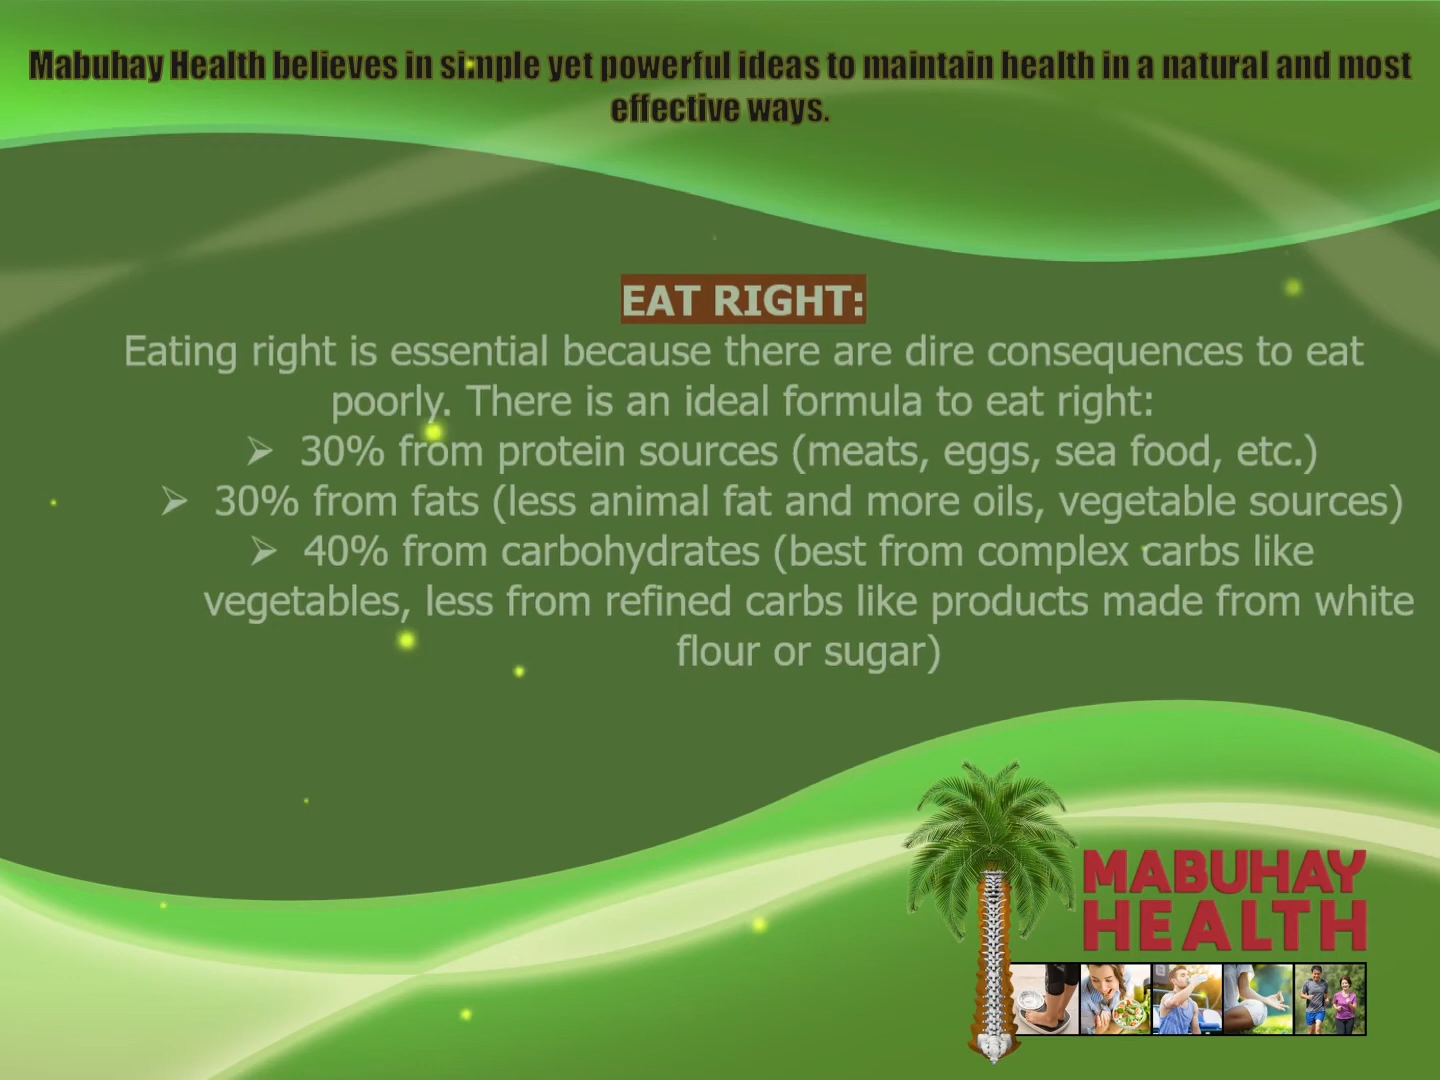 Mabuhay Health believes in simple yet powerful ideas to maintain health in a natural and most
effective ways.
EAT RIGHT:
Eating right is essential because there are dire consequences to eat
poorly. There is an ideal formula to eat right:
➢ 30% from protein sources (meats, eggs, sea food, etc.)
➢ 30% from fats (less animal fat and more oils, vegetable sources)
➢ 40% from carbohydrates (best from complex carbs like
vegetables, less from refined carbs like products made from white
flour or sugar)
MABUHAY
HEALTH